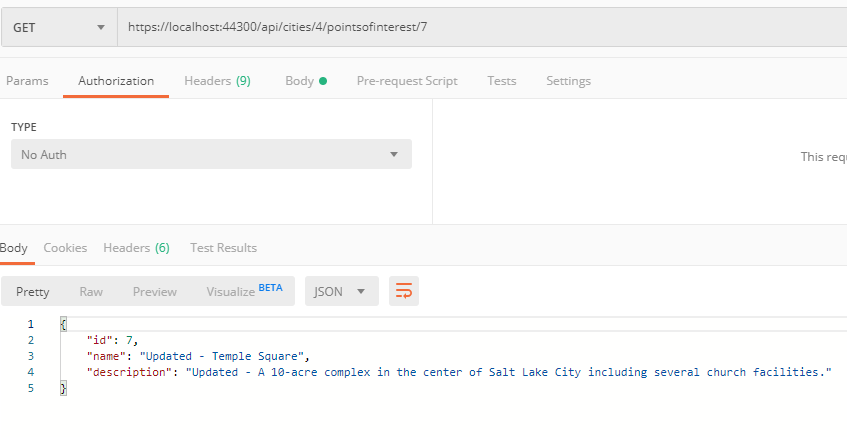 GET https://localhost:44300/api/cities/4/pointsofinterest/7
Params Authorization Headers (9) Body Pre-request Script Tests Settings
TYPE
No Auth
This requ
Body Cookies Headers (6) Test Results
Pretty Raw Preview Visualize BETA JSON
1 {
2 "id": 7,
3 "name": "Updated - Temple Square",
4 "description": "Updated - A 10-acre complex in the center of Salt Lake City including several church facilities."
5 }